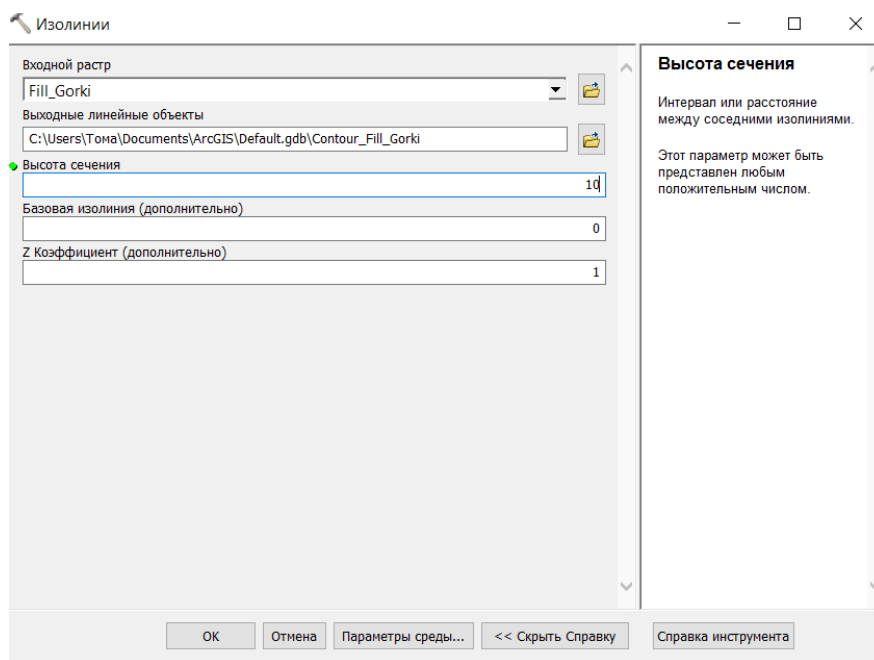 Изолинии
Входной растр
Fill_Gorki
Выходные линейные объекты
C:\Users\Тома\Documents\ArcGIS\Default.gdb\Contour_Fill_Gorki
Высота сечения
10
Базовая изолиния (дополнительно)
0
Z Коэффициент (дополнительно)
1
Высота сечения
Интервал или расстояние
между соседними изолиниями.
Этот параметр может быть
представлен любым
положительным числом.
OK
Отмена
Параметры среды...
<< Скрыть Справку
Справка инструмента